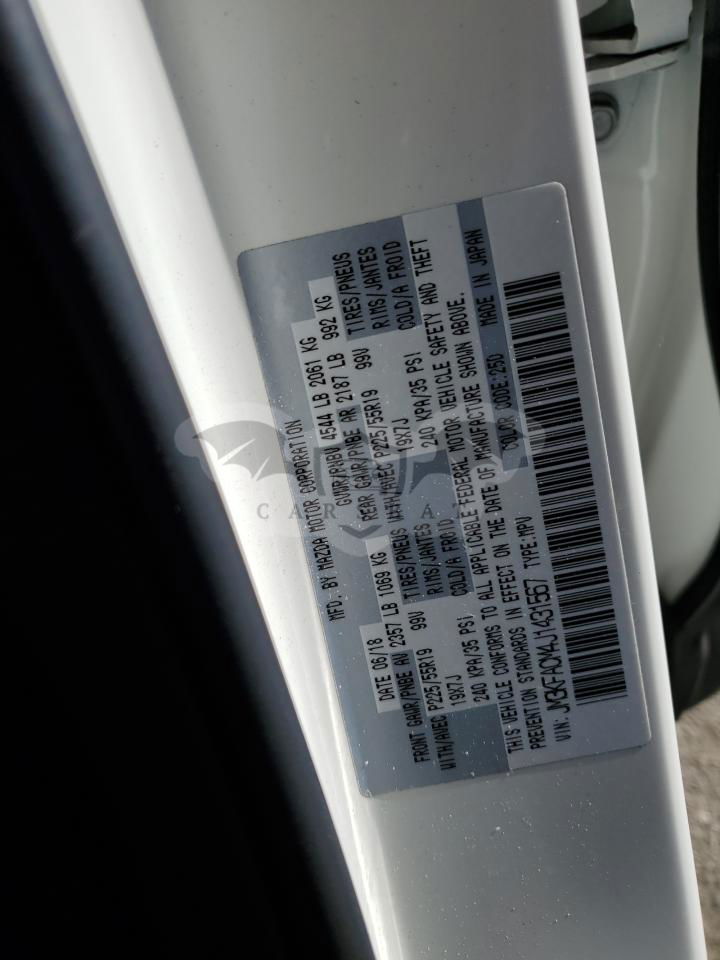 MFD. BY MAZDA MOTOR CORPORATION
DATE 06/18 GVWR/PNBV 4544 LB 2061 KG
FRONT GAWR/PNBE AV 2357 LB 1069 KG REAR GAWR/PNBE AR 2187 LB 992 KG
WITH/AVEC P225/55R19 99V TIRES/PNEUS WITH/AVEC P225/55R19 99V TIRES/PNEUS
19X7J RIMS/JANTES 19X7J RIMS/JANTES
240 KPA/35 PSI COLD/A FROID 240 KPA/35 PSI COLD/A FROID
THIS VEHICLE CONFORMS TO ALL APPLICABLE FEDERAL MOTOR VEHICLE SAFETY AND THEFT
PREVENTION STANDARDS IN EFFECT ON THE DATE OF MANUFACTURE SHOWN ABOVE.
VIN: JM3KFACM4J1431567 TYPE:MPV COLOR CODE:25D MADE IN JAPAN
CAR BAT